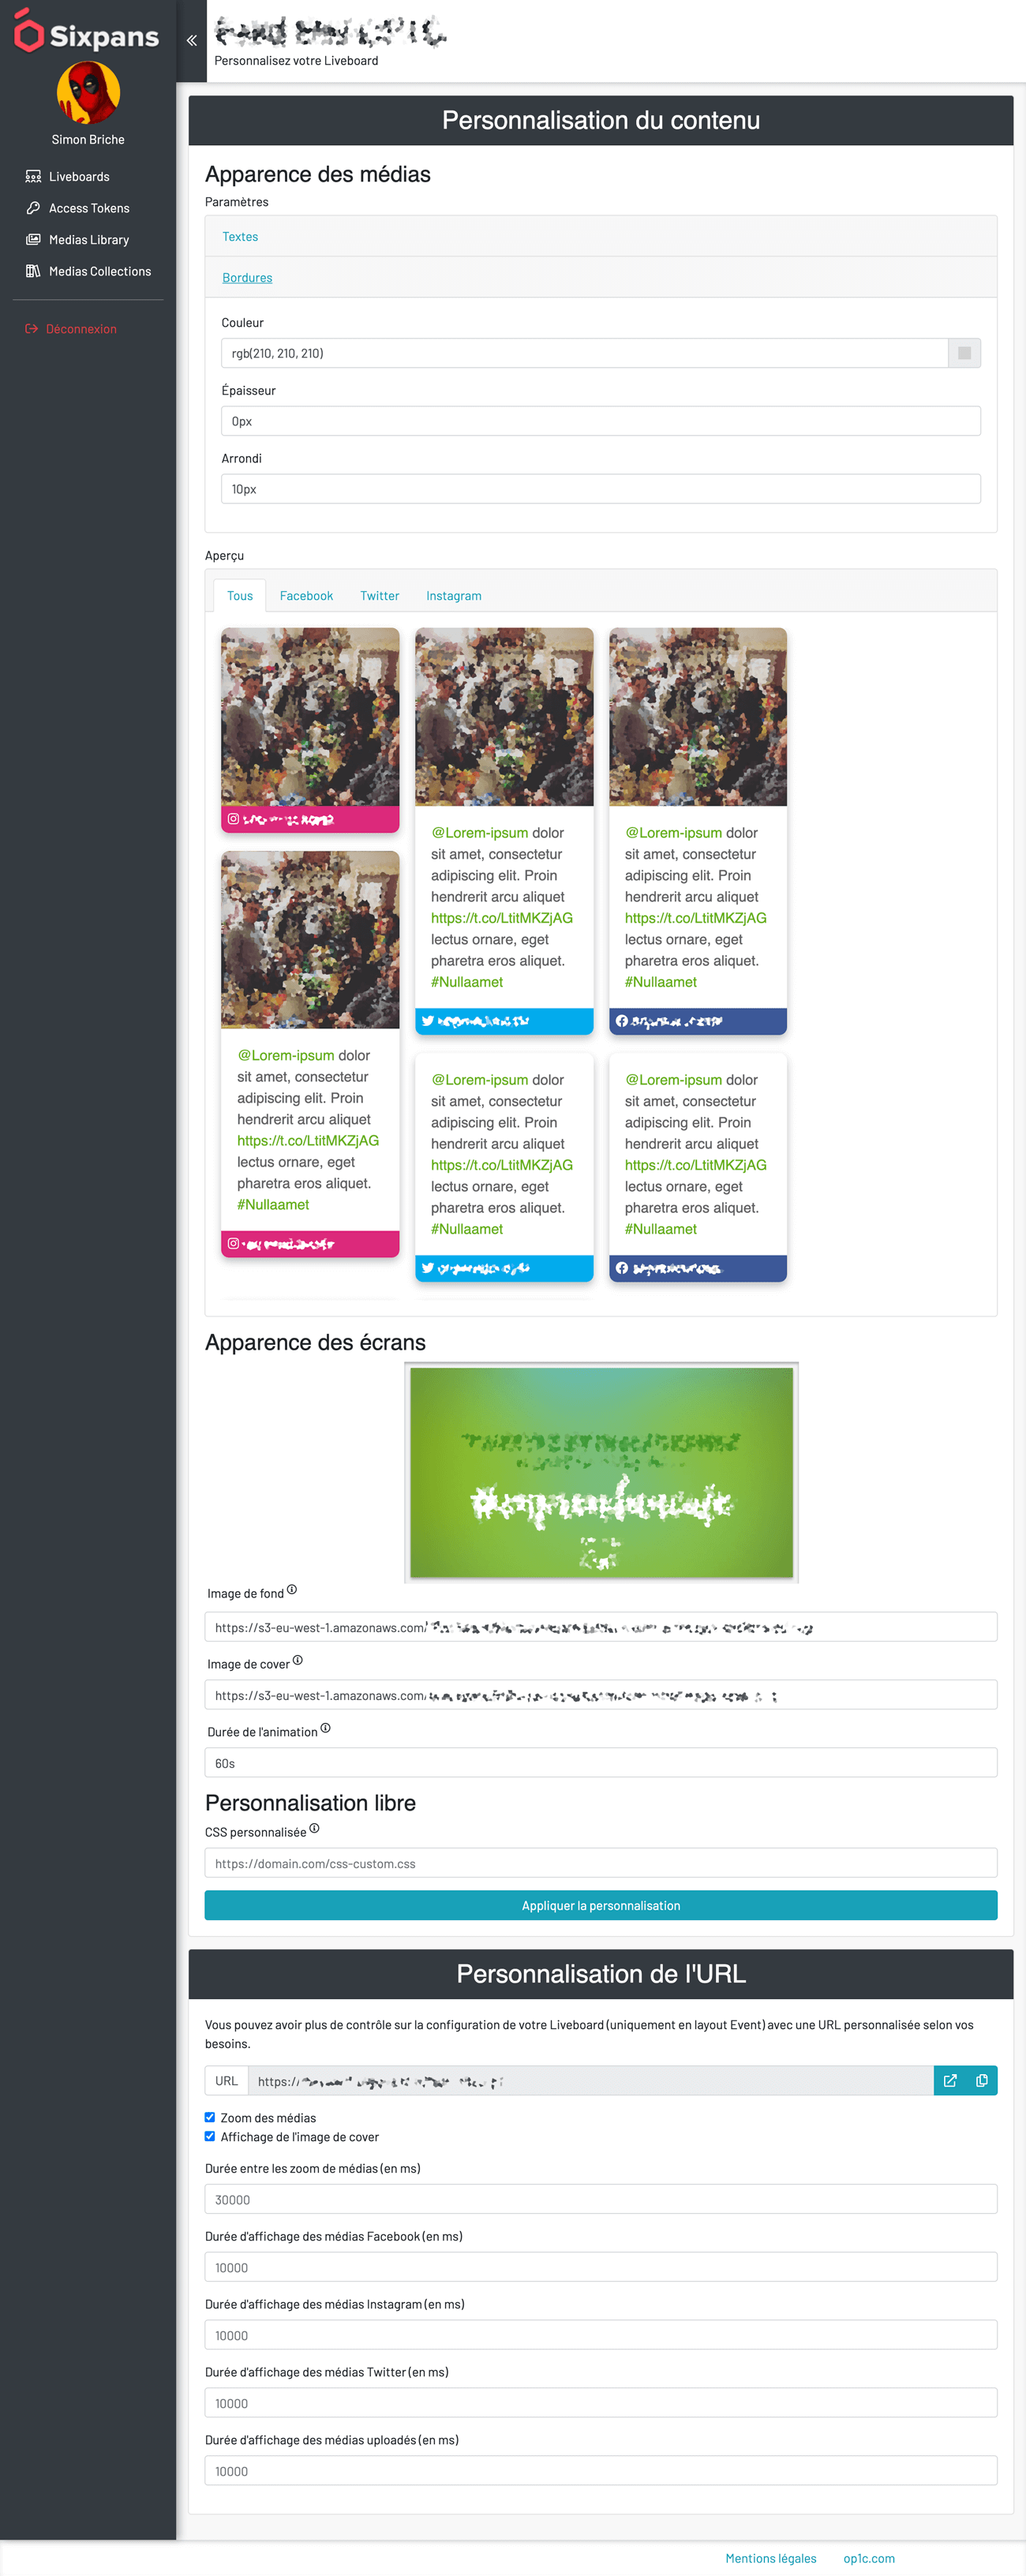 Sixpans
Simon Briche
Liveboards
Access Tokens
Medias Library
Medias Collections
Déconnexion
Personnalisez votre Liveboard
Personnalisation du contenu
Apparence des médias
Paramètres
Textes
Bordures
Couleur
rgb(210, 210, 210)
Épaisseur
0px
Arrondi
10px
Aperçu
Tous
Facebook
Twitter
Instagram
@Lorem-ipsum dolor
sit amet, consectetur
adipiscing elit. Proin
hendrerit arcu aliquet
https://t.co/LtitMKZjAG
lectus ornare, eget
pharetra eros aliquet.
#Nullaamet
@Lorem-ipsum dolor
sit amet, consectetur
adipiscing elit. Proin
hendrerit arcu aliquet
https://t.co/LtitMKZjAG
lectus ornare, eget
pharetra eros aliquet.
#Nullaamet
@Lorem-ipsum dolor
sit amet, consectetur
adipiscing elit. Proin
hendrerit arcu aliquet
https://t.co/LtitMKZjAG
lectus ornare, eget
pharetra eros aliquet.
#Nullaamet
@Lorem-ipsum dolor
sit amet, consectetur
adipiscing elit. Proin
hendrerit arcu aliquet
https://t.co/LtitMKZjAG
lectus ornare, eget
pharetra eros aliquet.
#Nullaamet
@Lorem-ipsum dolor
sit amet, consectetur
adipiscing elit. Proin
hendrerit arcu aliquet
https://t.co/LtitMKZjAG
lectus ornare, eget
pharetra eros aliquet.
#Nullaamet
Apparence des écrans
Image de fond
https://s3-eu-west-1.amazonaws.com/
Image de cover
https://s3-eu-west-1.amazonaws.com/
Durée de l'animation
60s
Personnalisation libre
CSS personnalisée
https://domain.com/css-custom.css
Appliquer la personnalisation
Personnalisation de l'URL
Vous pouvez avoir plus de contrôle sur la configuration de votre Liveboard (uniquement en layout Event) avec une URL personnalisée selon vos
besoins.
URL
https:/
Zoom des médias
Affichage de l'image de cover
Durée entre les zoom de médias (en ms)
30000
Durée d'affichage des médias Facebook (en ms)
10000
Durée d'affichage des médias Instagram (en ms)
10000
Durée d'affichage des médias Twitter (en ms)
10000
Durée d'affichage des médias uploadés (en ms)
10000
Mentions légales
op1c.com